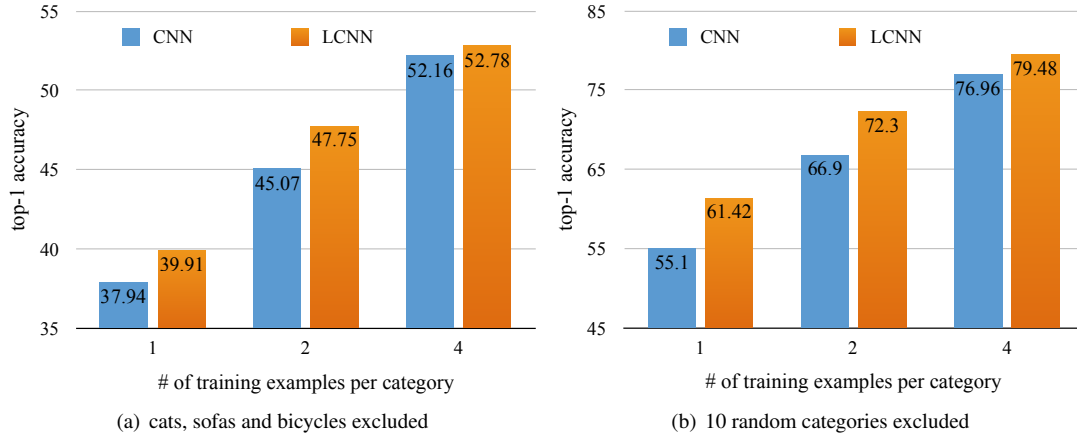 55
CNN
LCNN
50
45
40
35
top-1 accuracy
37.94
39.91
45.07
47.75
52.16
52.78
1
2
4
# of training examples per category
(a) cats, sofas and bicycles excluded
85
CNN
LCNN
75
65
55
45
top-1 accuracy
55.1
61.42
66.9
72.3
76.96
79.48
1
2
4
# of training examples per category
(b) 10 random categories excluded